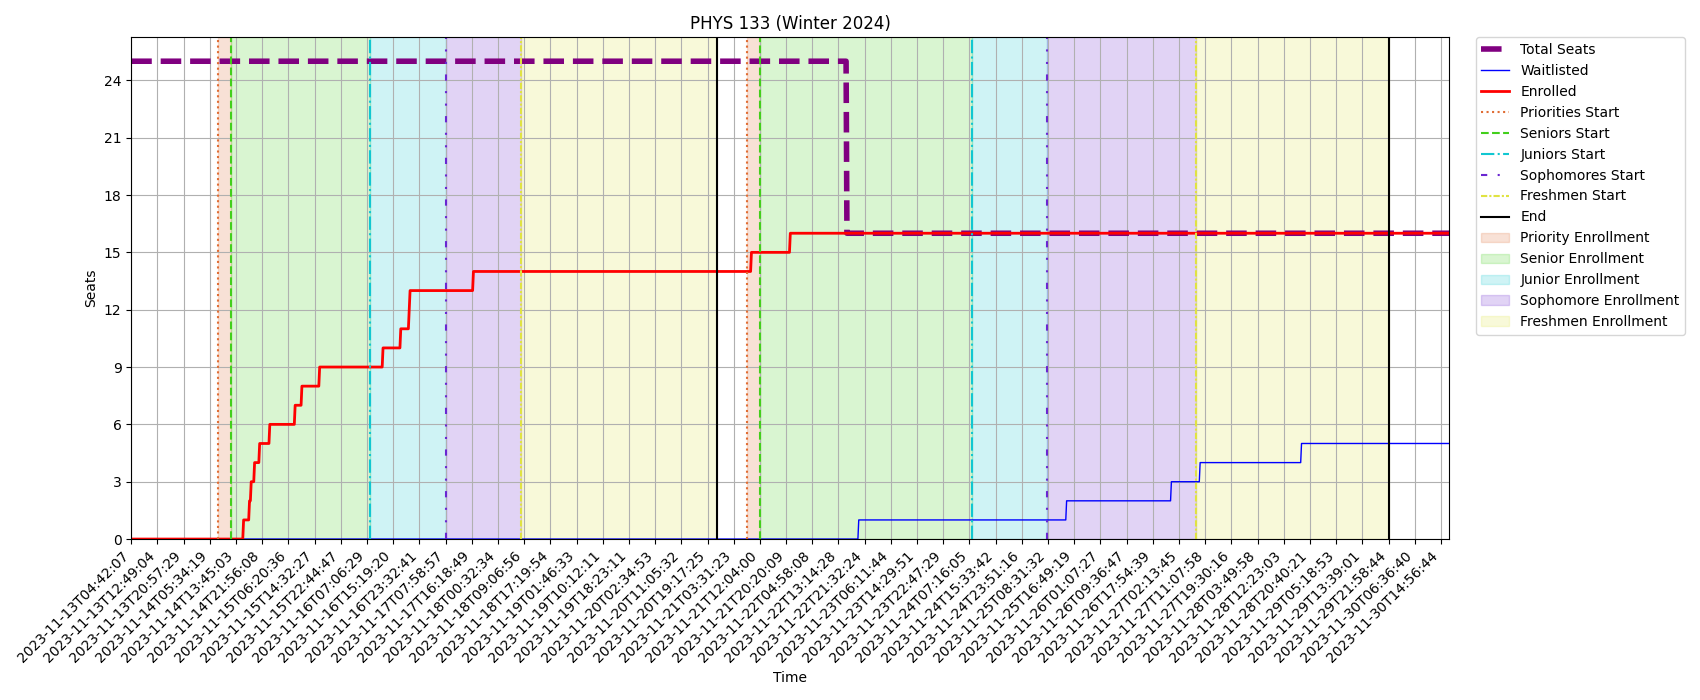 PHYS 133 (Winter 2024)
Seats
24
21
18
15
12
9
6
3
0
2023-11-13T04:42:07
2023-11-13T12:49:04
2023-11-13T20:57:29
2023-11-14T05:34:19
2023-11-14T13:45:03
2023-11-14T21:56:09
2023-11-15T06:20:36
2023-11-15T14:32:27
2023-11-15T22:44:47
2023-11-16T07:06:29
2023-11-16T15:19:20
2023-11-16T23:32:41
2023-11-17T07:58:57
2023-11-17T16:18:49
2023-11-18T00:32:34
2023-11-18T09:06:56
2023-11-18T17:19:54
2023-11-19T01:46:33
2023-11-19T10:12:11
2023-11-19T18:23:11
2023-11-20T02:34:53
2023-11-20T11:05:32
2023-11-20T19:17:25
2023-11-21T03:31:23
2023-11-21T12:04:00
2023-11-21T20:20:09
2023-11-22T04:58:08
2023-11-22T13:14:28
2023-11-22T21:32:24
2023-11-23T06:11:44
2023-11-23T14:29:51
2023-11-23T22:47:29
2023-11-24T07:16:05
2023-11-24T15:33:42
2023-11-24T23:51:16
2023-11-25T08:31:32
2023-11-25T16:49:19
2023-11-26T01:07:27
2023-11-26T09:36:47
2023-11-26T17:54:39
2023-11-27T02:13:45
2023-11-27T11:07:58
2023-11-27T19:30:16
2023-11-28T03:49:58
2023-11-28T12:23:03
2023-11-28T20:40:21
2023-11-29T05:18:53
2023-11-29T13:39:01
2023-11-29T21:58:44
2023-11-30T06:36:40
2023-11-30T14:56:44
Time
Total Seats
Waitlisted
Enrolled
Priorities Start
Seniors Start
Juniors Start
Sophomores Start
Freshmen Start
End
Priority Enrollment
Senior Enrollment
Junior Enrollment
Sophomore Enrollment
Freshmen Enrollment